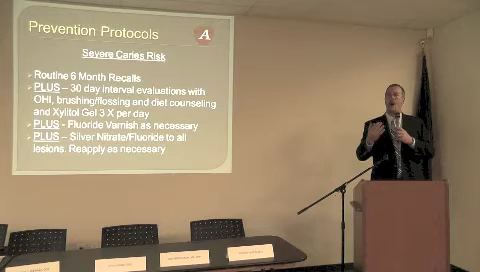 Prevention Protocols
A
Severe Caries Risk
Routine 6 Month Recalls
PLUS – 30 day interval evaluations with
OHI, brushing/flossing and diet counseling
and Xylitol Gel 3 X per day
PLUS - Fluoride Varnish as necessary
PLUS – Silver Nitrate/Fluoride to all
lesions. Reapply as necessary